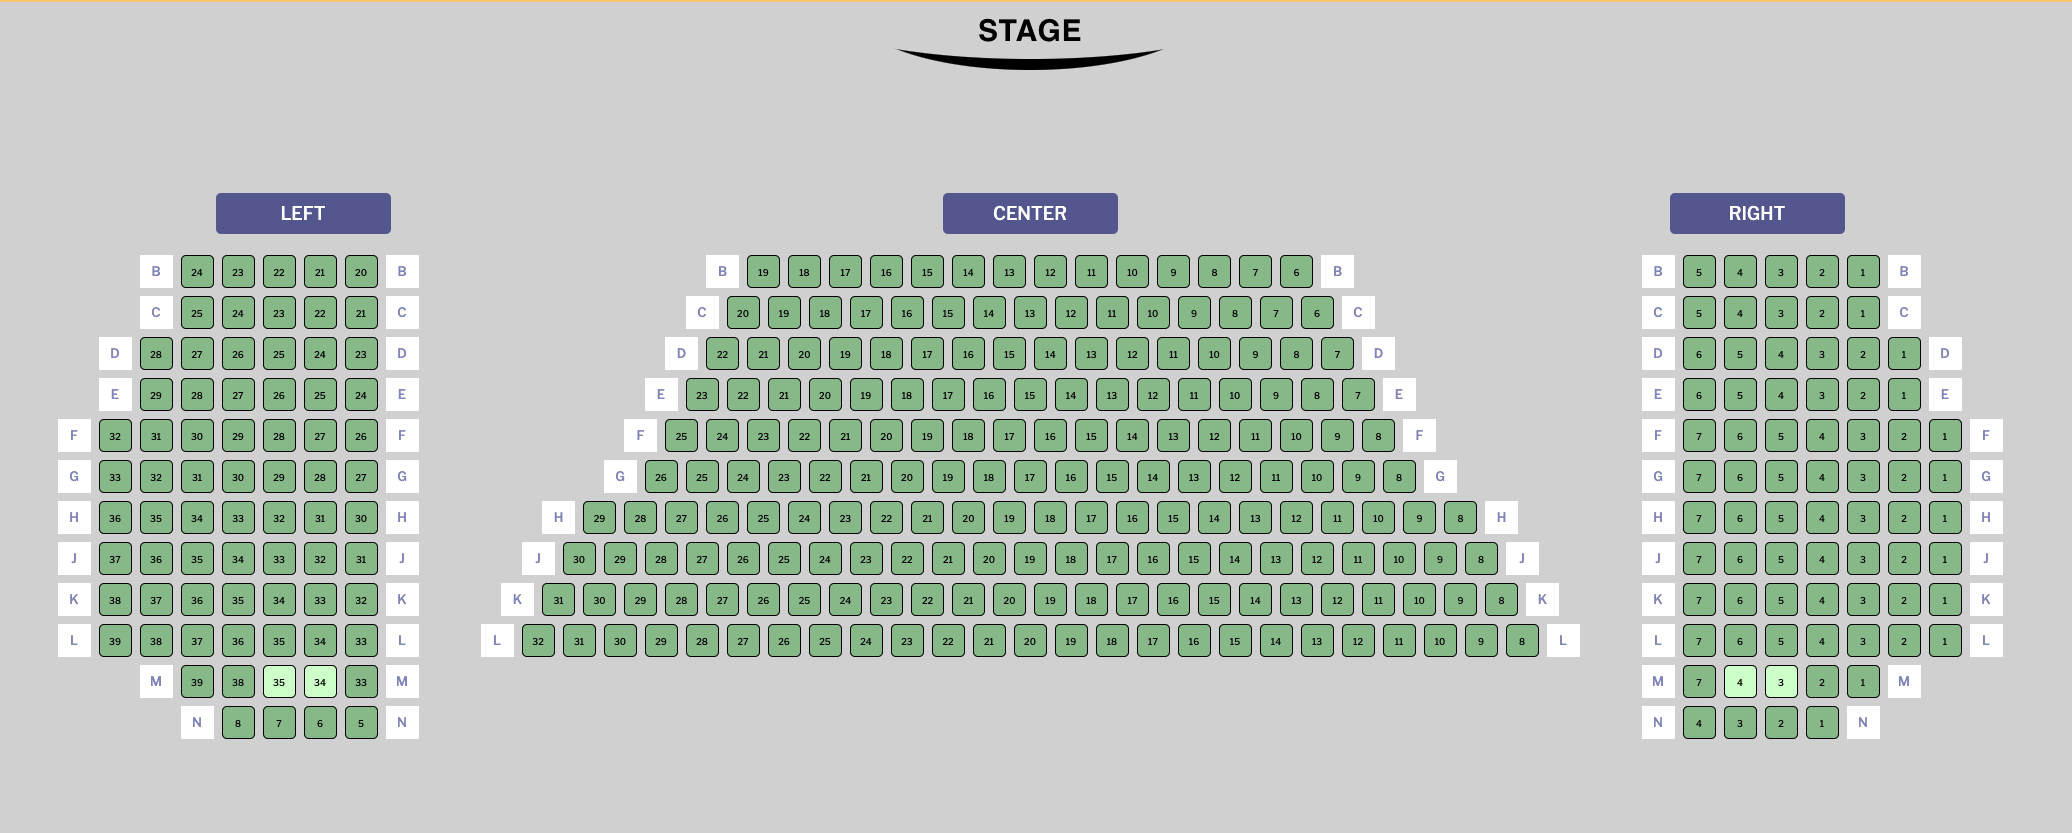 STAGE
LEFT CENTER RIGHT
B 24 23 22 21 20 B B 19 18 17 16 15 14 13 12 11 10 9 8 7 6 B B 5 4 3 2 1 B
C 25 24 23 22 21 C C 20 19 18 17 16 15 14 13 12 11 10 9 8 7 6 C C 5 4 3 2 1 C
D 28 27 26 25 24 23 D D 22 21 20 19 18 17 16 15 14 13 12 11 10 9 8 7 D D 6 5 4 3 2 1 D
E 29 28 27 26 25 24 E E 23 22 21 20 19 18 17 16 15 14 13 12 11 10 9 8 7 E E 6 5 4 3 2 1 E
F 32 31 30 29 28 27 26 F F 25 24 23 22 21 20 19 18 17 16 15 14 13 12 11 10 9 8 F F 7 6 5 4 3 2 1 F
G 33 32 31 30 29 28 27 G G 26 25 24 23 22 21 20 19 18 17 16 15 14 13 12 11 10 9 8 G G 7 6 5 4 3 2 1 G
H 36 35 34 33 32 31 30 H H 29 28 27 26 25 24 23 22 21 20 19 18 17 16 15 14 13 12 11 10 9 8 H H 7 6 5 4 3 2 1 H
J 37 36 35 34 33 32 31 J J 30 29 28 27 26 25 24 23 22 21 20 19 18 17 16 15 14 13 12 11 10 9 8 J J 7 6 5 4 3 2 1 J
K 38 37 36 35 34 33 32 K K 31 30 29 28 27 26 25 24 23 22 21 20 19 18 17 16 15 14 13 12 11 10 9 8 K K 7 6 5 4 3 2 1 K
L 39 38 37 36 35 34 33 L L 32 31 30 29 28 27 26 25 24 23 22 21 20 19 18 17 16 15 14 13 12 11 10 9 8 L L 7 6 5 4 3 2 1 L
M 39 38 35 34 33 M M 7 4 3 2 1 M
N 8 7 6 5 N N 4 3 2 1 N